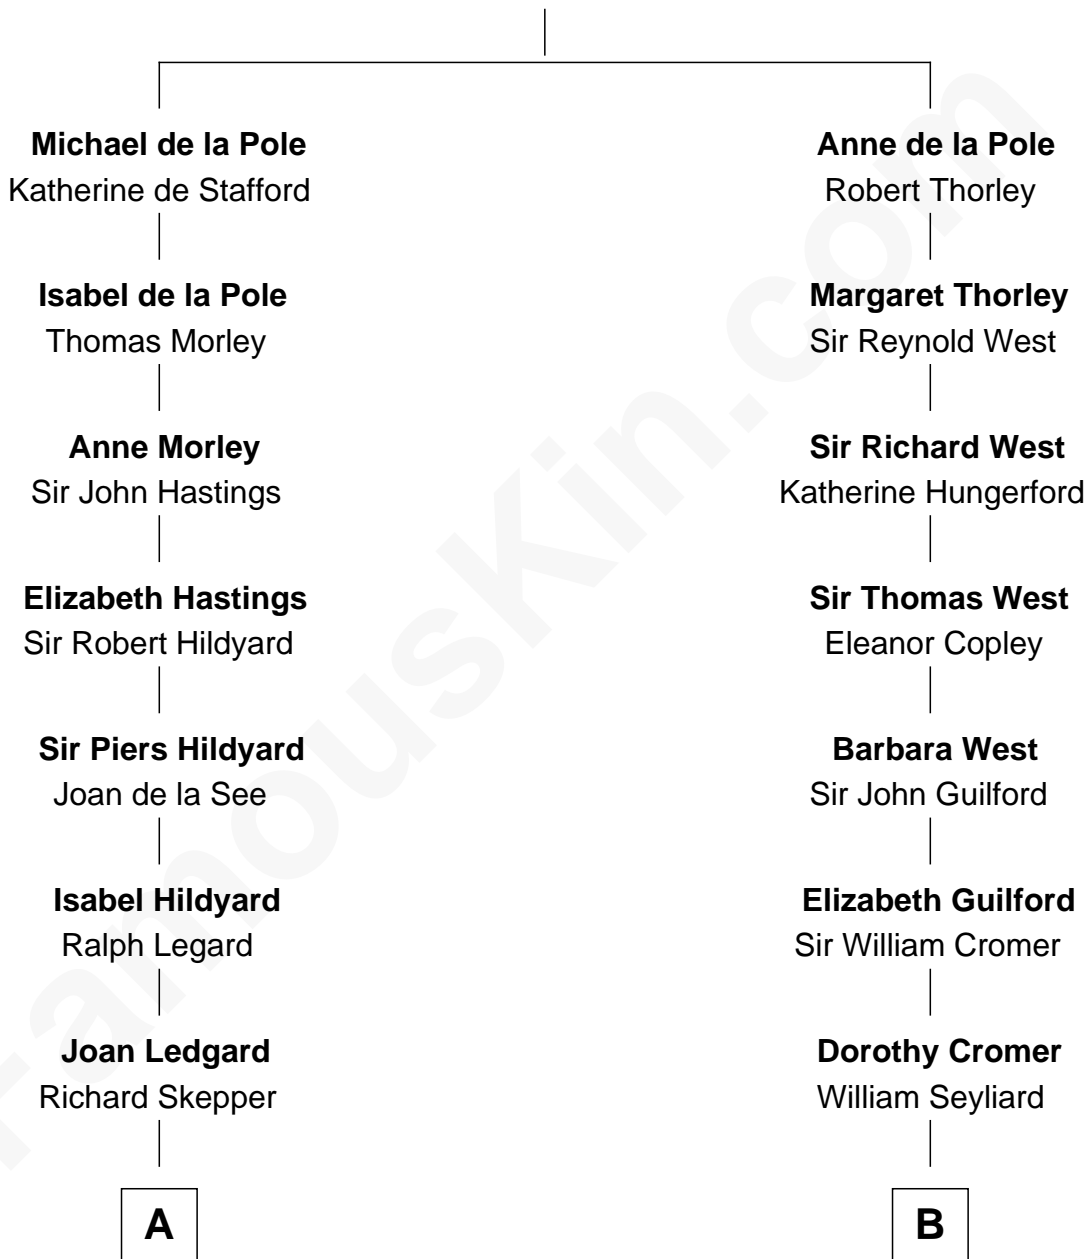 Michael de la Pole
Katherine de Stafford
Isabel de la Pole
Thomas Morley
Anne Morley
Sir John Hastings
Elizabeth Hastings
Sir Robert Hildyard
Sir Piers Hildyard
Joan de la See
Isabel Hildyard
Ralph Legard
Joan Ledgard
Richard Skepper
A
Anne de la Pole
Robert Thorley
Margaret Thorley
Sir Reynold West
Sir Richard West
Katherine Hungerford
Sir Thomas West
Eleanor Copley
Barbara West
Sir John Guilford
Elizabeth Guilford
Sir William Cromer
Dorothy Cromer
William Seyliard
B
FamousKin.com